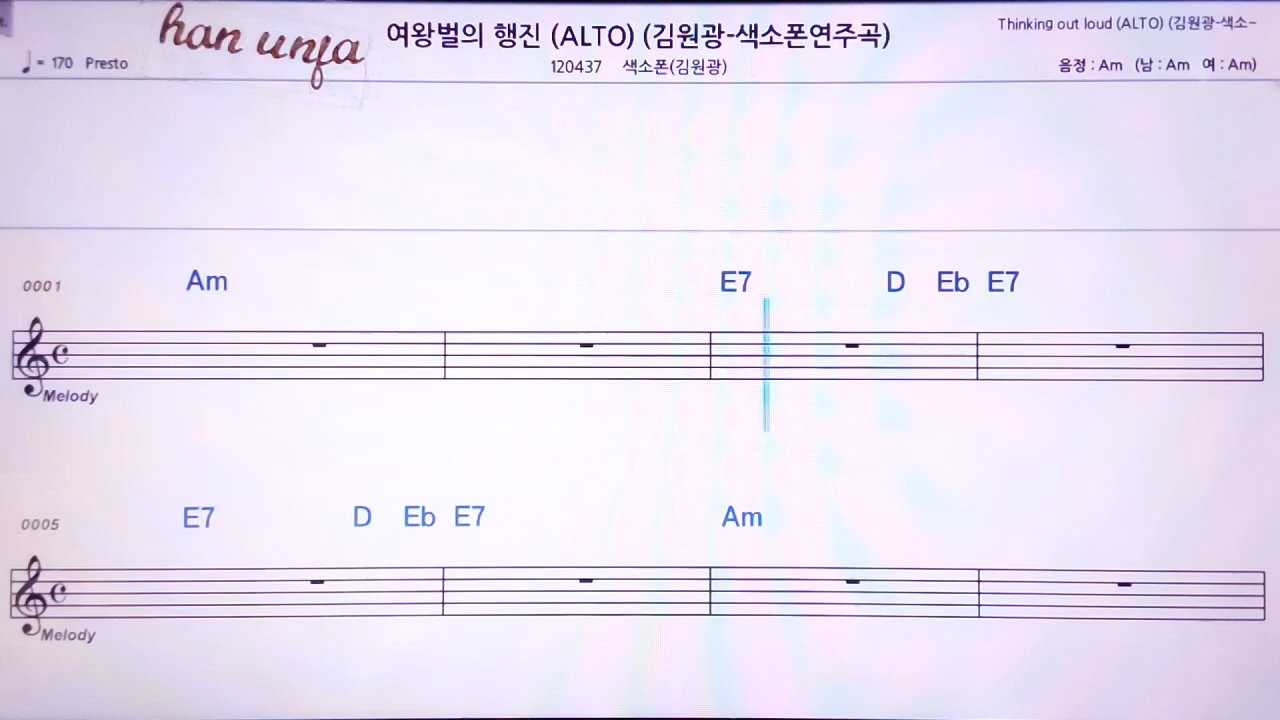 han unfa
여왕벌의 행진 (ALTO) (김원광-색소폰연주곡)
Thinking out loud (ALTO) (김원광-색소~
♩ = 170 Presto
120437 색소폰(김원광)
음정 : Am (남 : Am 여 : Am)
0001 Am E7 D Eb E7
Melody
0005 E7 D Eb E7 Am
Melody